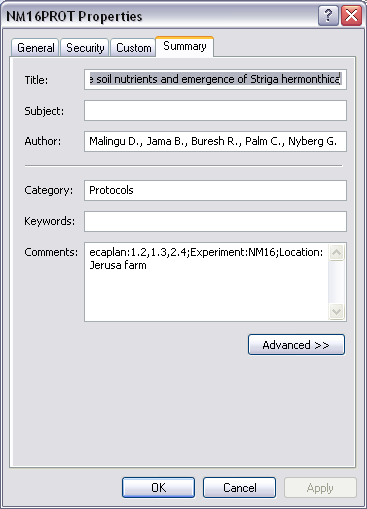 NM16PROT Properties
General Security Custom Summary
Title: e soil nutrients and emergence of Striga hermonthica
Subject:
Author: Malingu D., Jama B., Buresh R., Palm C., Nyberg G.
Category: Protocols
Keywords:
Comments: ecaplan:1.2,1.3,2.4;Experiment:NM16;Location:
Jerusa farm
Advanced >>
OK Cancel Apply